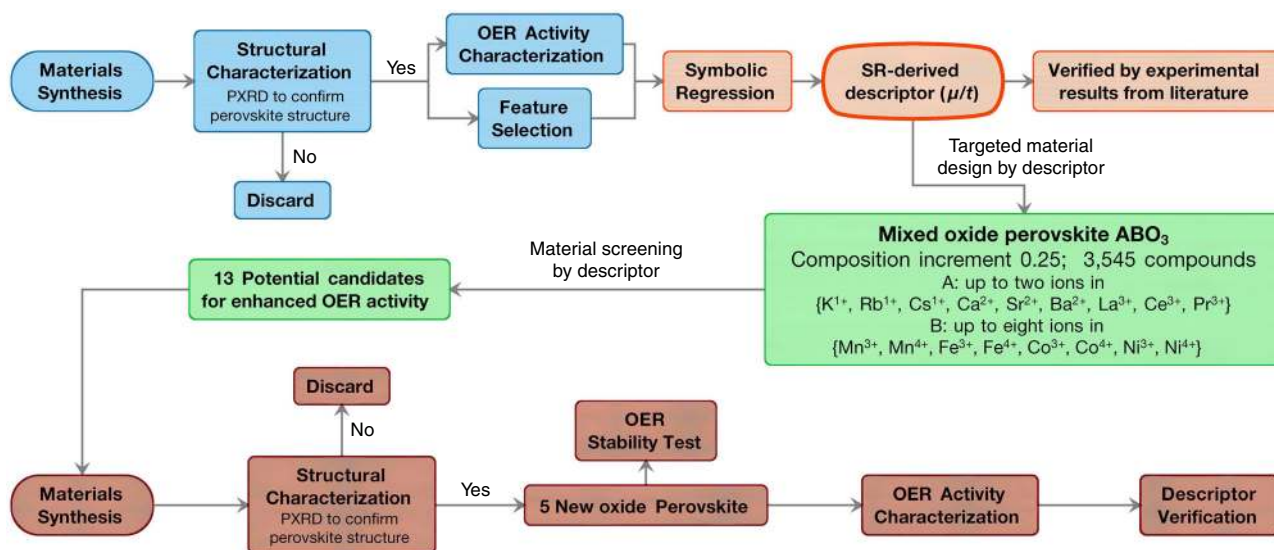 Materials
Synthesis
Structural
Characterization
PXRD to confirm
perovskite structure
Yes
No
Discard
OER Activity
Characterization
Feature
Selection
Symbolic
Regression
SR-derived
descriptor (μ/t)
Verified by experimental
results from literature
Targeted material
design by descriptor
Mixed oxide perovskite ABO₃
Composition increment 0.25; 3,545 compounds
A: up to two ions in
{K¹⁺, Rb¹⁺, Cs¹⁺, Ca²⁺, Sr²⁺, Ba²⁺, La³⁺, Ce³⁺, Pr³⁺}
B: up to eight ions in
{Mn³⁺, Mn⁴⁺, Fe³⁺, Fe⁴⁺, Co³⁺, Co⁴⁺, Ni³⁺, Ni⁴⁺}
Material screening
by descriptor
13 Potential candidates
for enhanced OER activity
Materials
Synthesis
Structural
Characterization
PXRD to confirm
perovskite structure
No
Discard
Yes
5 New oxide Perovskite
OER
Stability Test
OER Activity
Characterization
Descriptor
Verification